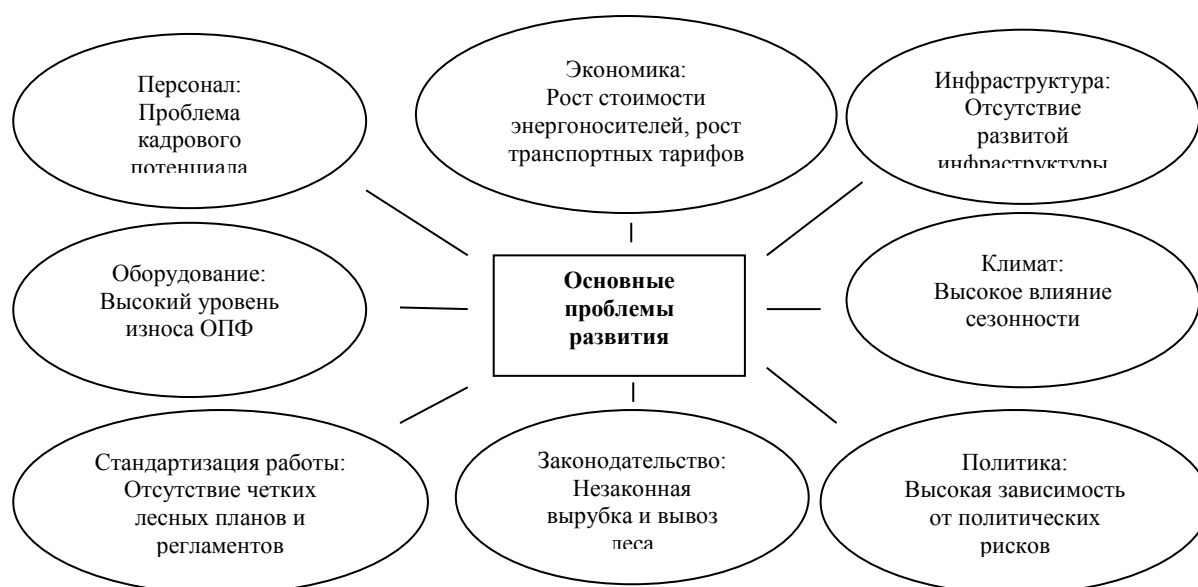 Персонал:
Проблема
кадрового
потенциала
Экономика:
Рост стоимости
энергоносителей, рост
транспортных тарифов
Инфраструктура:
Отсутствие
развитой
инфраструктуры
Оборудование:
Высокий уровень
износа ОПФ
Основные
проблемы
развития
Климат:
Высокое влияние
сезонности
Стандартизация работы:
Отсутствие четких
лесных планов и
регламентов
Законодательство:
Незаконная
вырубка и вывоз
леса
Политика:
Высокая зависимость
от политических
рисков